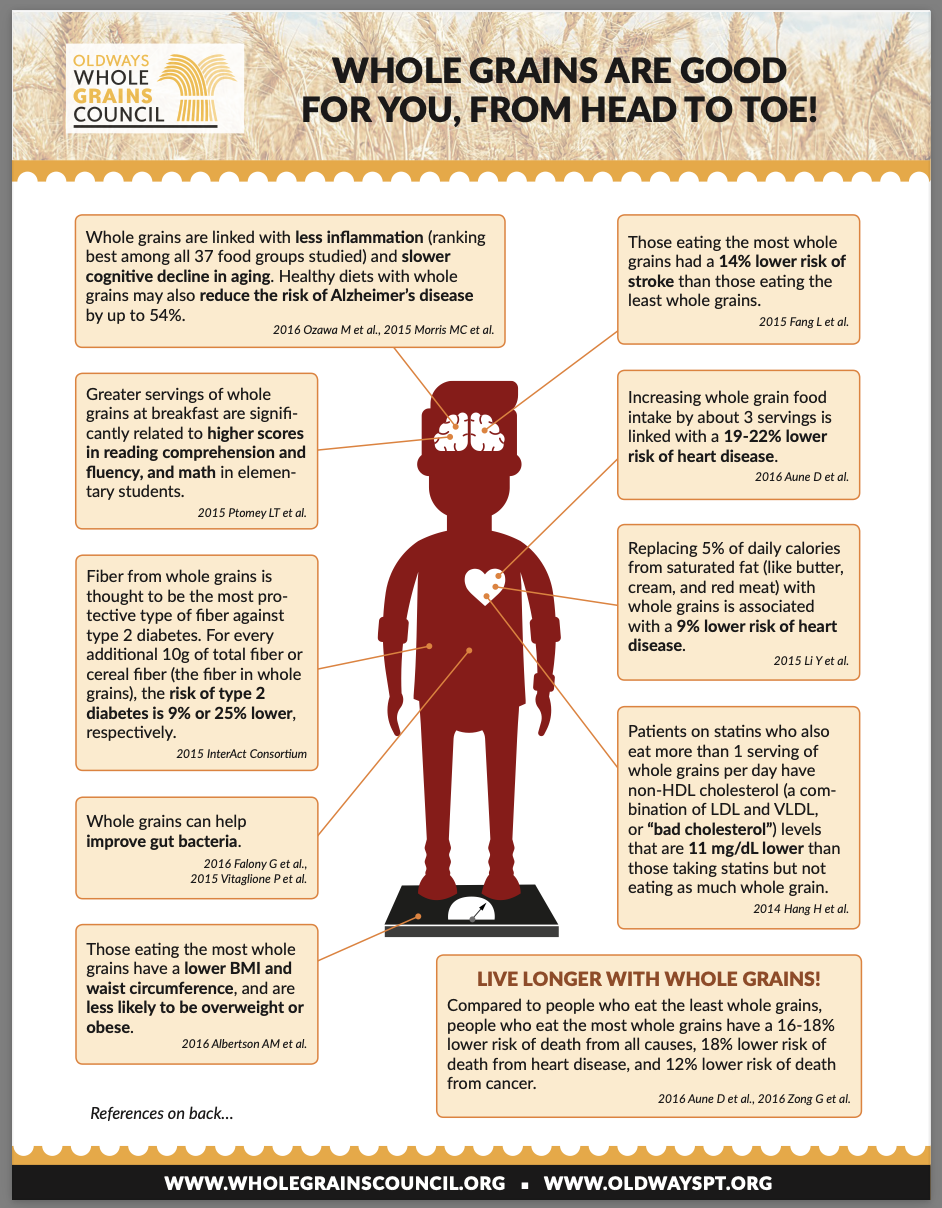 OLDWAYS
WHOLE
GRAINS
COUNCIL
WHOLE GRAINS ARE GOOD
FOR YOU, FROM HEAD TO TOE!
Whole grains are linked with less inflammation (ranking
best among all 37 food groups studied) and slower
cognitive decline in aging. Healthy diets with whole
grains may also reduce the risk of Alzheimer's disease
by up to 54%.
2016 Ozawa M et al., 2015 Morris MC et al.
Those eating the most whole
grains had a 14% lower risk of
stroke than those eating the
least whole grains.
2015 Fang L et al.
Greater servings of whole
grains at breakfast are signifi-
cantly related to higher scores
in reading comprehension and
fluency, and math in elemen-
tary students.
2015 Ptomey LT et al.
Increasing whole grain food
intake by about 3 servings is
linked with a 19-22% lower
risk of heart disease.
2016 Aune D et al.
Fiber from whole grains is
thought to be the most pro-
tective type of fiber against
type 2 diabetes. For every
additional 10g of total fiber or
cereal fiber (the fiber in whole
grains), the risk of type 2
diabetes is 9% or 25% lower,
respectively.
2015 InterAct Consortium
Replacing 5% of daily calories
from saturated fat (like butter,
cream, and red meat) with
whole grains is associated
with a 9% lower risk of heart
disease.
2015 Li Y et al.
Whole grains can help
improve gut bacteria.
2016 Falony G et al.,
2015 Vitaglione P et al.
Patients on statins who also
eat more than 1 serving of
whole grains per day have
non-HDL cholesterol (a com-
bination of LDL and VLDL,
or “bad cholesterol”) levels
that are 11 mg/dL lower than
those taking statins but not
eating as much whole grain.
2014 Hang H et al.
Those eating the most whole
grains have a lower BMI and
waist circumference, and are
less likely to be overweight or
obese.
2016 Albertson AM et al.
LIVE LONGER WITH WHOLE GRAINS!
Compared to people who eat the least whole grains,
people who eat the most whole grains have a 16-18%
lower risk of death from all causes, 18% lower risk of
death from heart disease, and 12% lower risk of death
from cancer.
2016 Aune D et al., 2016 Zong G et al.
References on back...
WWW.WHOLEGRAINSCOUNCIL.ORG ▪ WWW.OLDWAYSPT.ORG